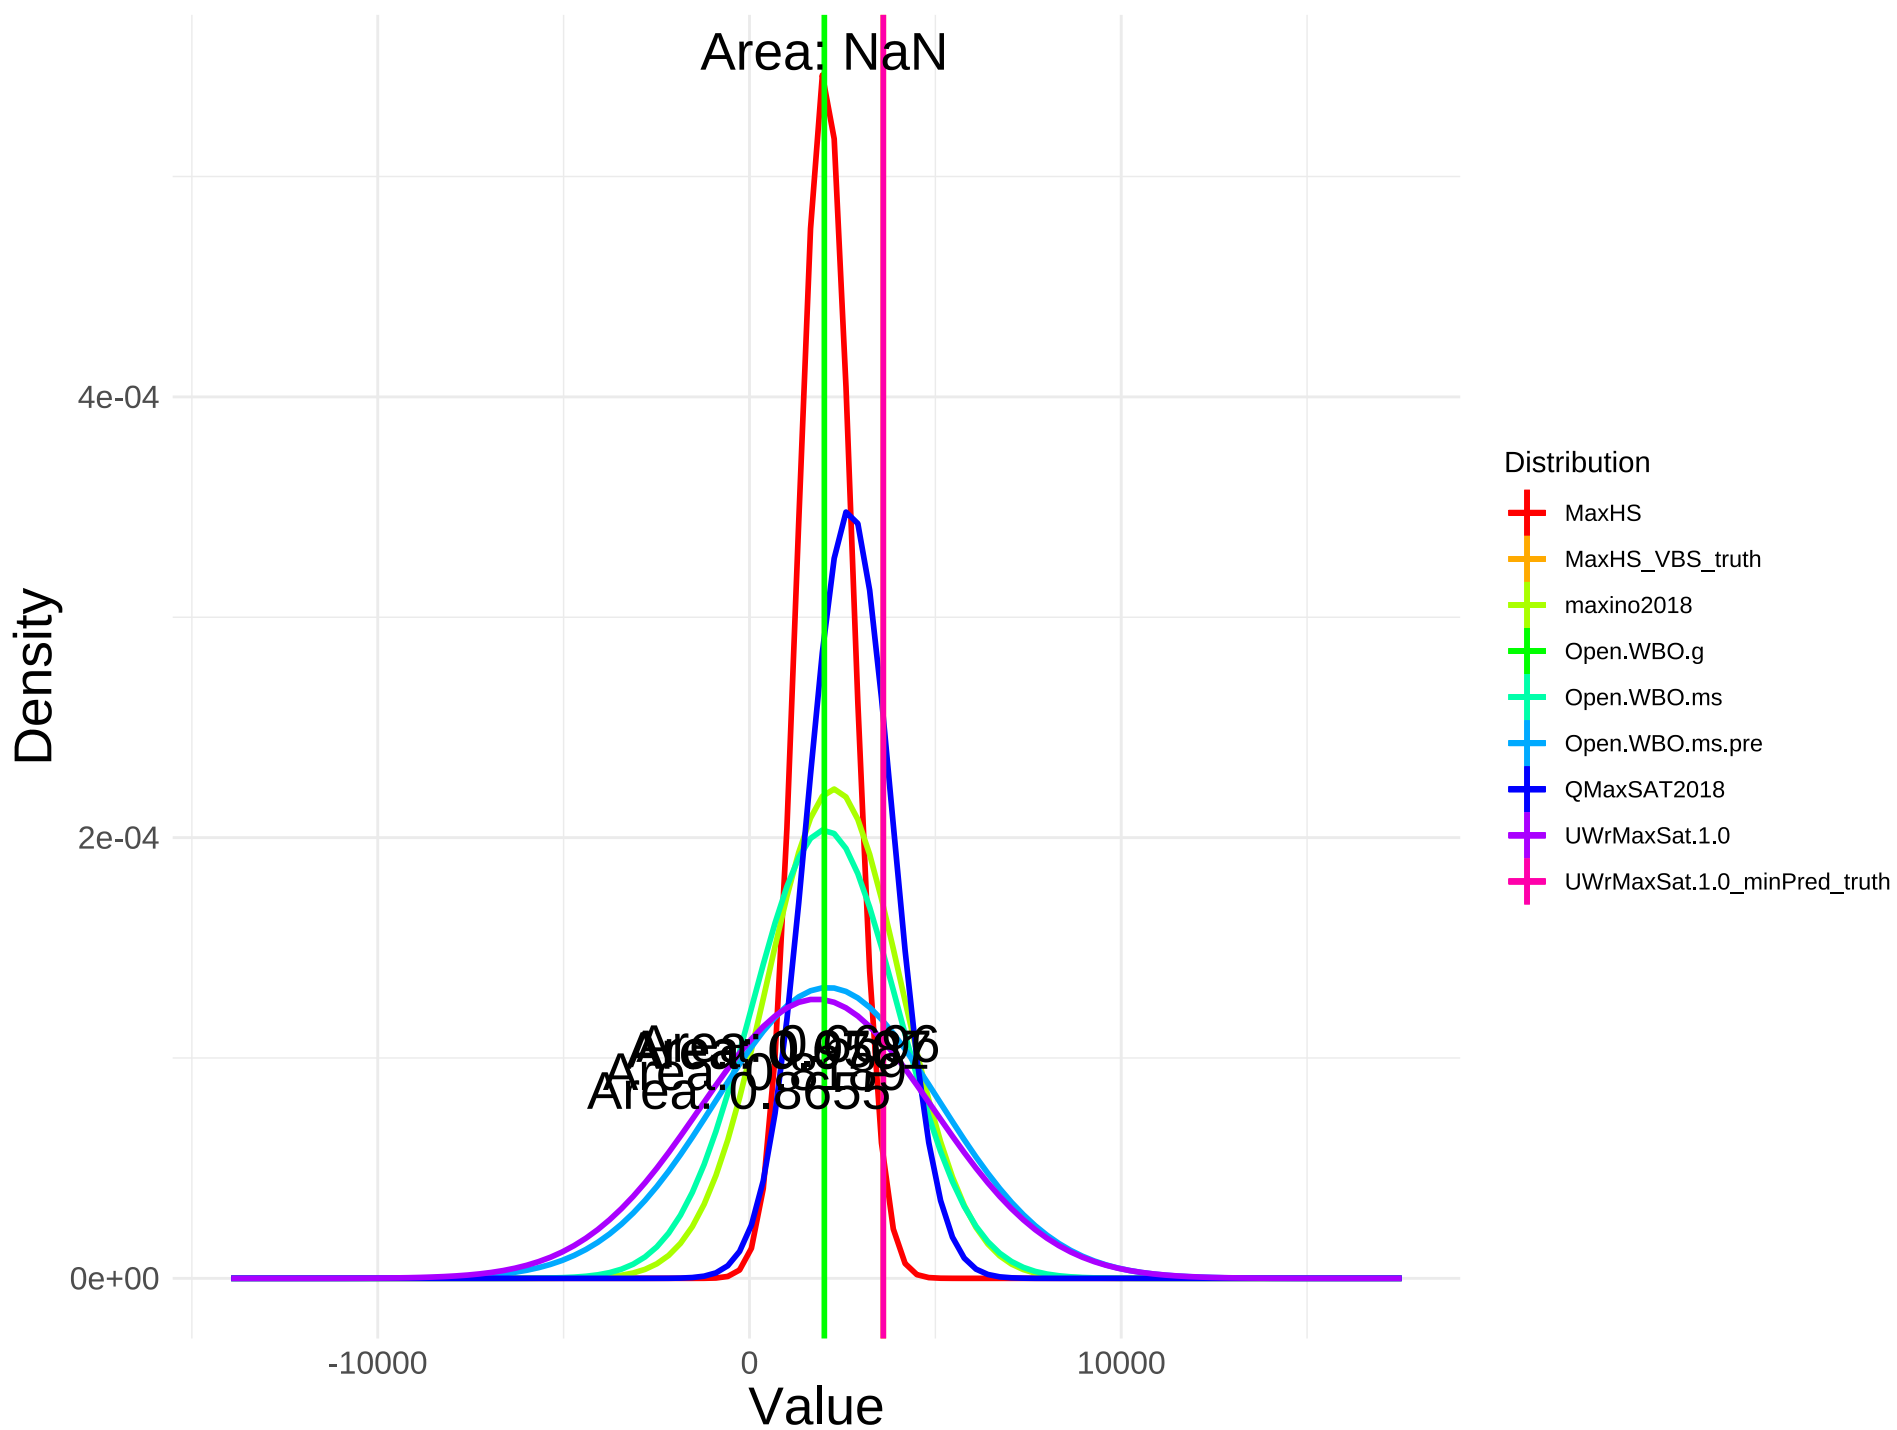 Area: NaN
4e-04
2e-04
0e+00
Density
Area: 0.8655
-10000
0
10000
Value
Distribution
MaxHS
MaxHS_VBS_truth
maxino2018
Open.WBO.g
Open.WBO.ms
Open.WBO.ms.pre
QMaxSAT2018
UWrMaxSat.1.0
UWrMaxSat.1.0_minPred_truth